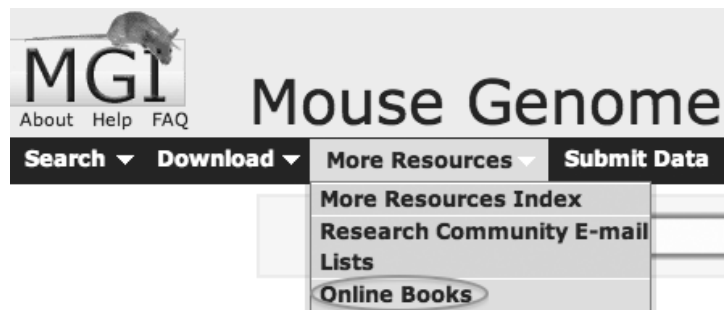 MGI
About Help FAQ
Mouse Genome
Search Download More Resources Submit Data
More Resources Index
Research Community E-mail
Lists
Online Books